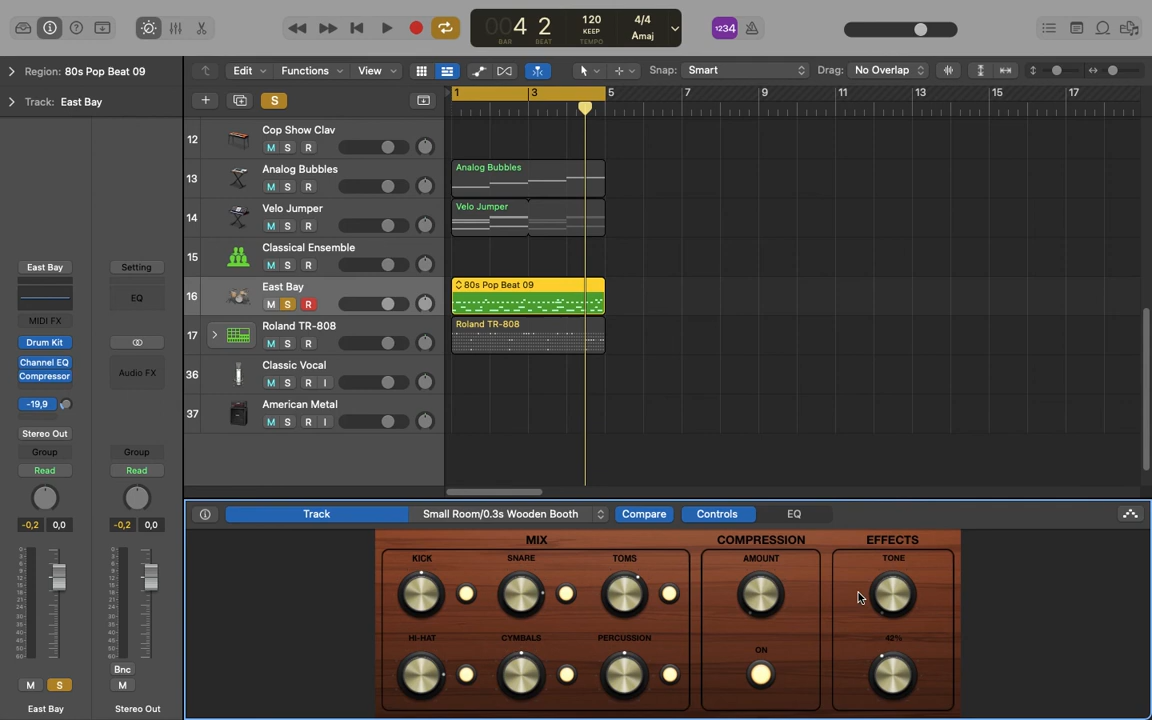 4 2
BAR BEAT
120
KEEP
TEMPO
4/4
Amaj
1234
Region: 80s Pop Beat 09
Track: East Bay
Edit
Functions
View
Snap: Smart
Drag: No Overlap
S
1 3 5 7 9 11 13 15 17
12 Cop Show Clav
M S R
13 Analog Bubbles
M S R
Analog Bubbles
14 Velo Jumper
M S R
Velo Jumper
15 Classical Ensemble
M S R
16 East Bay
M S R
80s Pop Beat 09
17 Roland TR-808
M S R
Roland TR-808
36 Classic Vocal
M S R I
37 American Metal
M S R I
East Bay
MIDI FX
Drum Kit
Channel EQ
Compressor
-19,9
Stereo Out
Group
Read
-0,2 0,0
M S
East Bay
Setting
EQ
Audio FX
Group
Read
-0,2 0,0
Bnc
M
Stereo Out
Track
Small Room/0.3s Wooden Booth
Compare
Controls
EQ
MIX
COMPRESSION
EFFECTS
KICK SNARE TOMS
AMOUNT
TONE
HI-HAT CYMBALS PERCUSSION
ON
42%